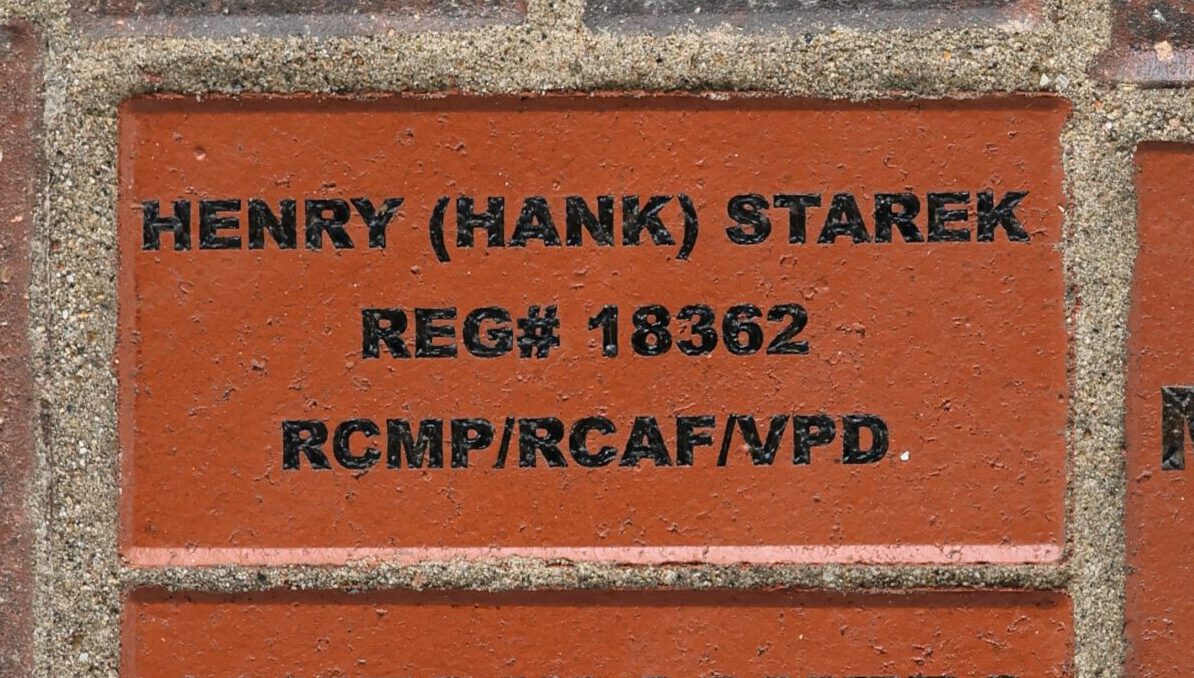 HENRY (HANK) STAREK
REG# 18362
RCMP/RCAF/VPD